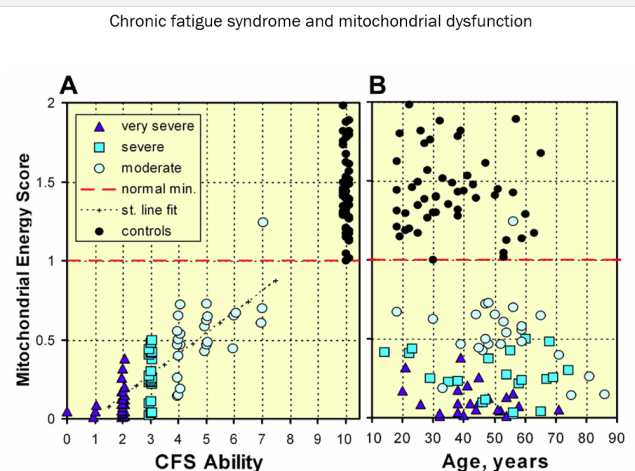 Chronic fatigue syndrome and mitochondrial dysfunction
A
B
Mitochondrial Energy Score
2
1.5
1
0.5
0
very severe
severe
moderate
normal min.
st. line fit
controls
0 1 2 3 4 5 6 7 8 9 10
CFS Ability
10 20 30 40 50 60 70 80 90
Age, years